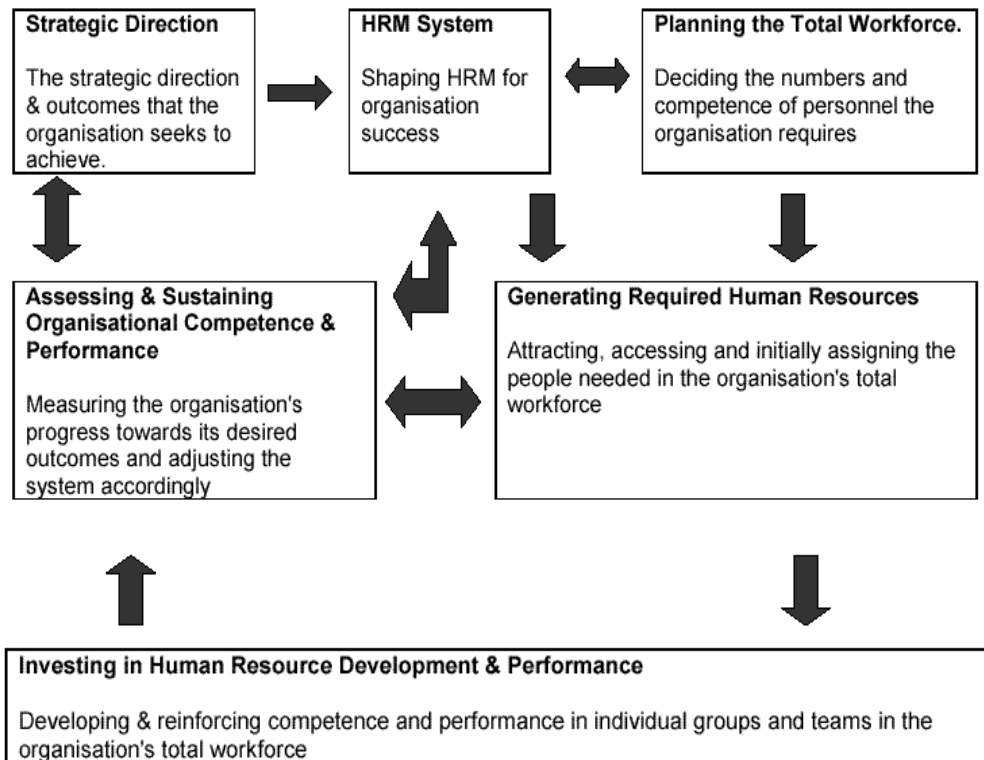 Strategic Direction
The strategic direction
& outcomes that the
organisation seeks to
achieve.
HRM System
Shaping HRM for
organisation
success
Planning the Total Workforce.
Deciding the numbers and
competence of personnel the
organisation requires
Assessing & Sustaining
Organisational Competence &
Performance
Measuring the organisation's
progress towards its desired
outcomes and adjusting the
system accordingly
Generating Required Human Resources
Attracting, accessing and initially assigning the
people needed in the organisation's total
workforce
Investing in Human Resource Development & Performance
Developing & reinforcing competence and performance in individual groups and teams in the
organisation's total workforce